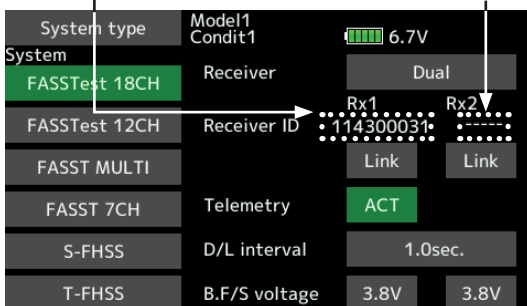 System type
Model1
Condit1
6.7V
System
FASSTest 18CH
Receiver
Dual
Rx1
Rx2
FASSTest 12CH
Receiver ID
114300031
-----
FASST MULTI
Link
Link
FASST 7CH
Telemetry
ACT
S-FHSS
D/L interval
1.0sec.
T-FHSS
B.F/S voltage
3.8V
3.8V